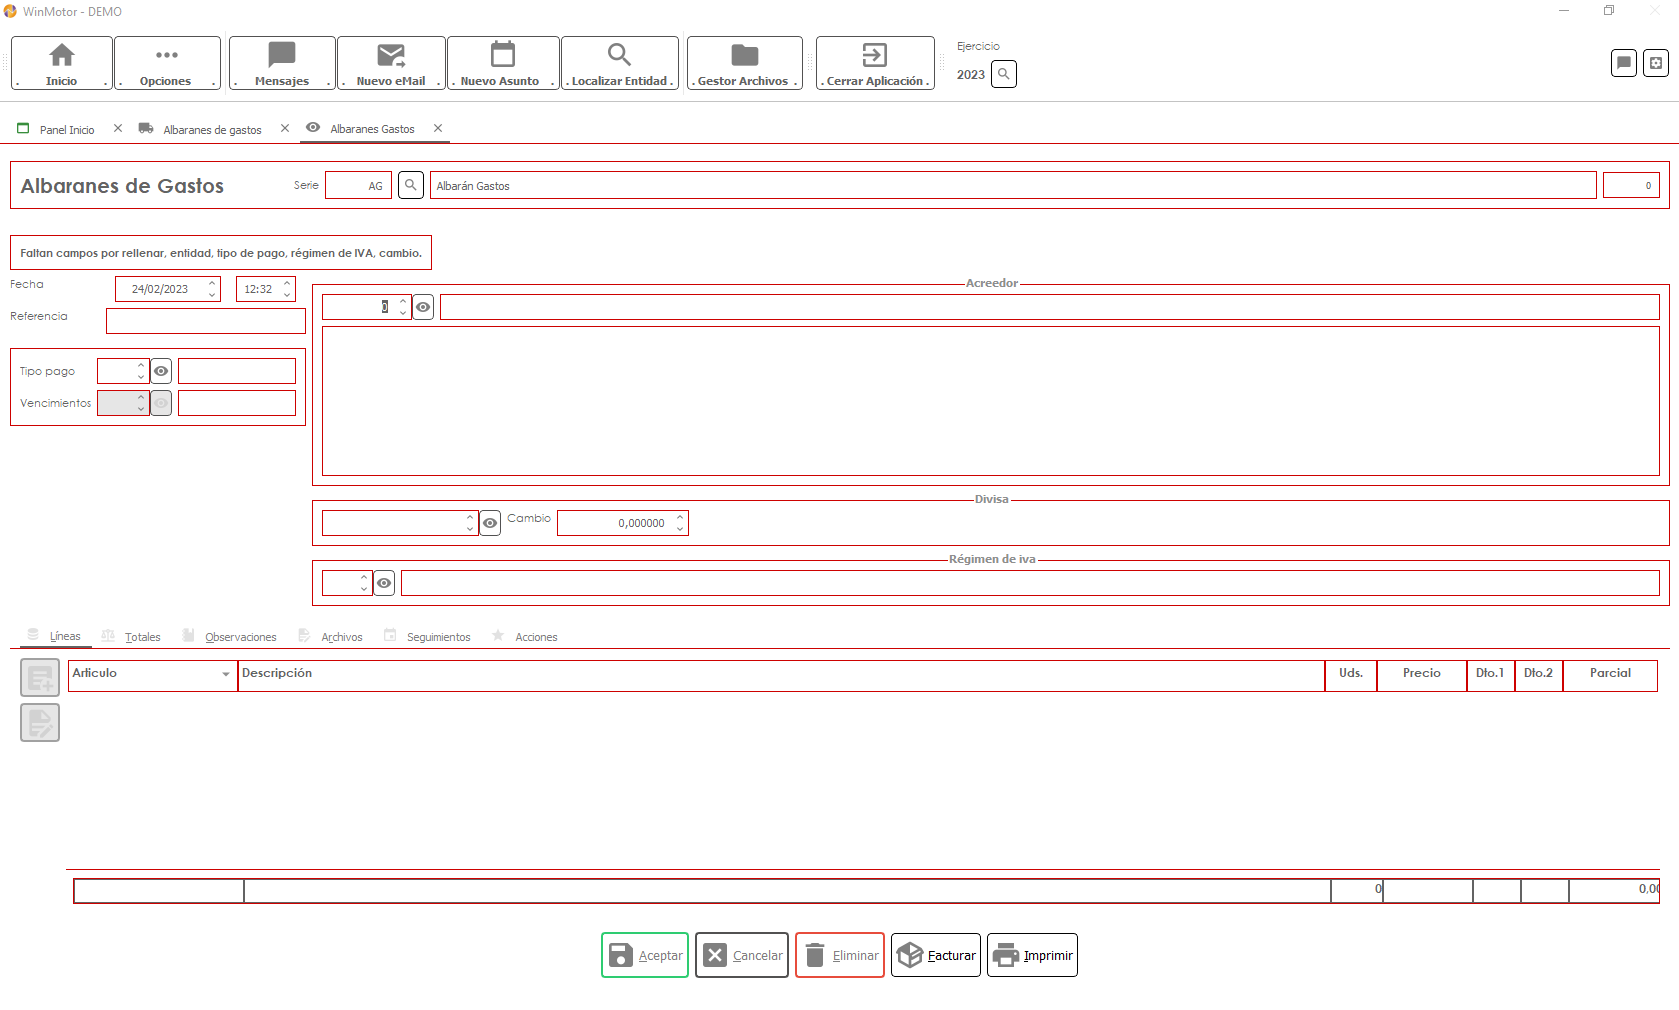 WinMotor - DEMO
. Inicio .
. Opciones .
. Mensajes .
. Nuevo eMail .
. Nuevo Asunto .
. Localizar Entidad .
. Gestor Archivos .
. Cerrar Aplicación .
Ejercicio
2023
Panel Inicio
Albaranes de gastos
Albaranes Gastos
Albaranes de Gastos
Serie
AG
Albarán Gastos
0
Faltan campos por rellenar, entidad, tipo de pago, régimen de IVA, cambio.
Fecha
24/02/2023
12:32
Referencia
Tipo pago
Vencimientos
Acreedor
0
Divisa
Cambio
0,000000
Régimen de iva
Líneas
Totales
Observaciones
Archivos
Seguimientos
Acciones
Articulo
Descripción
Uds.
Precio
Dto.1
Dto.2
Parcial
0
0,00
Aceptar
Cancelar
Eliminar
Facturar
Imprimir